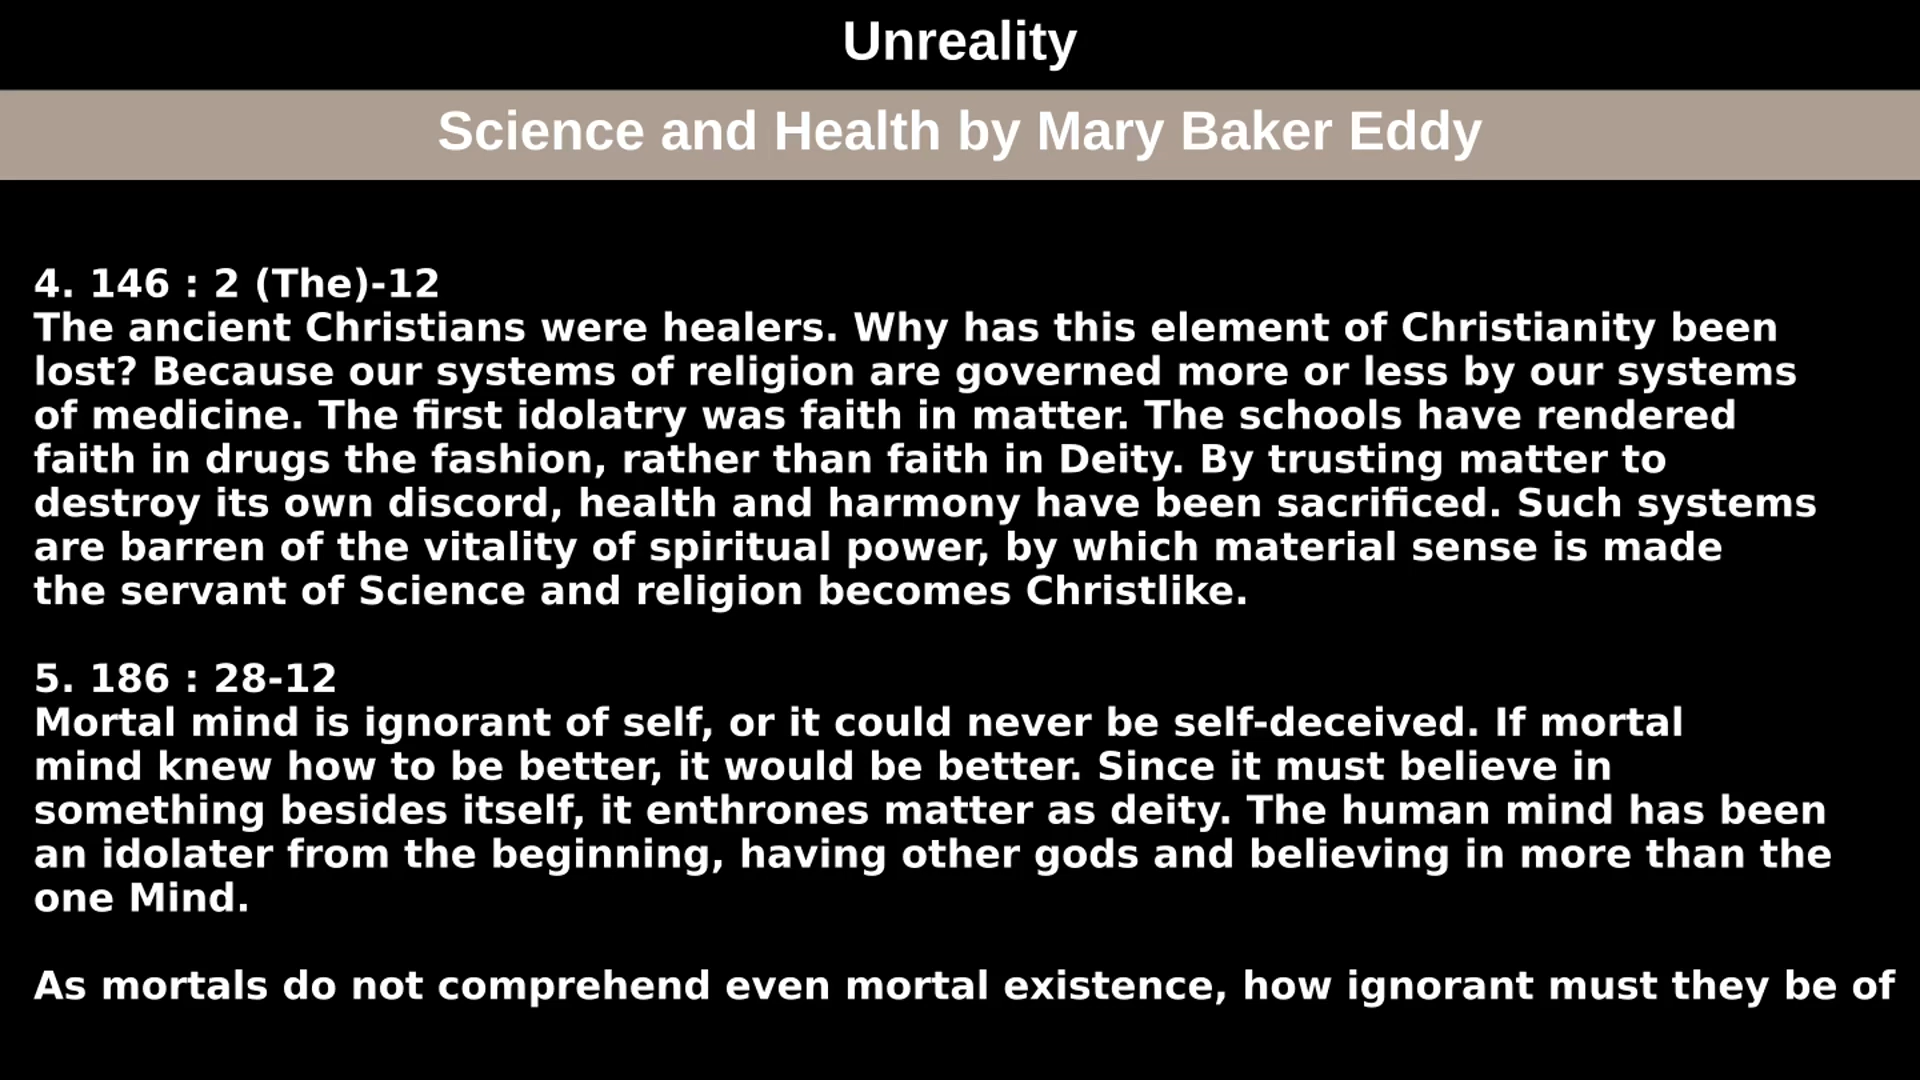 Unreality
Science and Health by Mary Baker Eddy
4. 146 : 2 (The)-12
The ancient Christians were healers. Why has this element of Christianity been
lost? Because our systems of religion are governed more or less by our systems
of medicine. The first idolatry was faith in matter. The schools have rendered
faith in drugs the fashion, rather than faith in Deity. By trusting matter to
destroy its own discord, health and harmony have been sacrificed. Such systems
are barren of the vitality of spiritual power, by which material sense is made
the servant of Science and religion becomes Christlike.
5. 186 : 28-12
Mortal mind is ignorant of self, or it could never be self-deceived. If mortal
mind knew how to be better, it would be better. Since it must believe in
something besides itself, it enthrones matter as deity. The human mind has been
an idolater from the beginning, having other gods and believing in more than the
one Mind.
As mortals do not comprehend even mortal existence, how ignorant must they be of